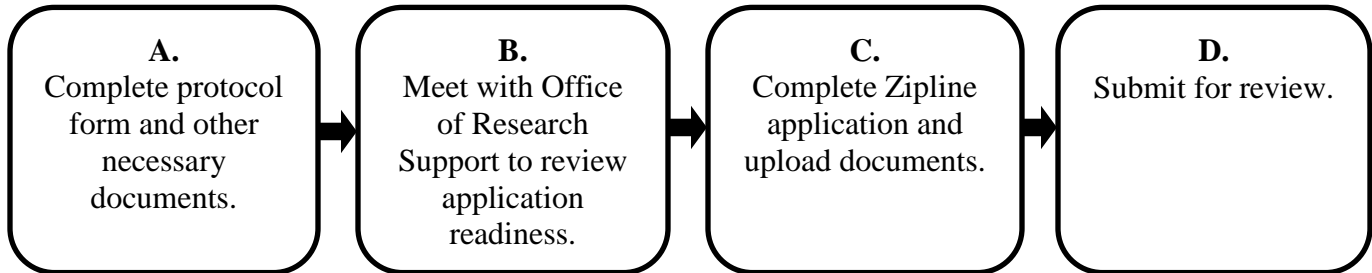 A.
Complete protocol
form and other
necessary
documents.
B.
Meet with Office
of Research
Support to review
application
readiness.
C.
Complete Zipline
application and
upload documents.
D.
Submit for review.